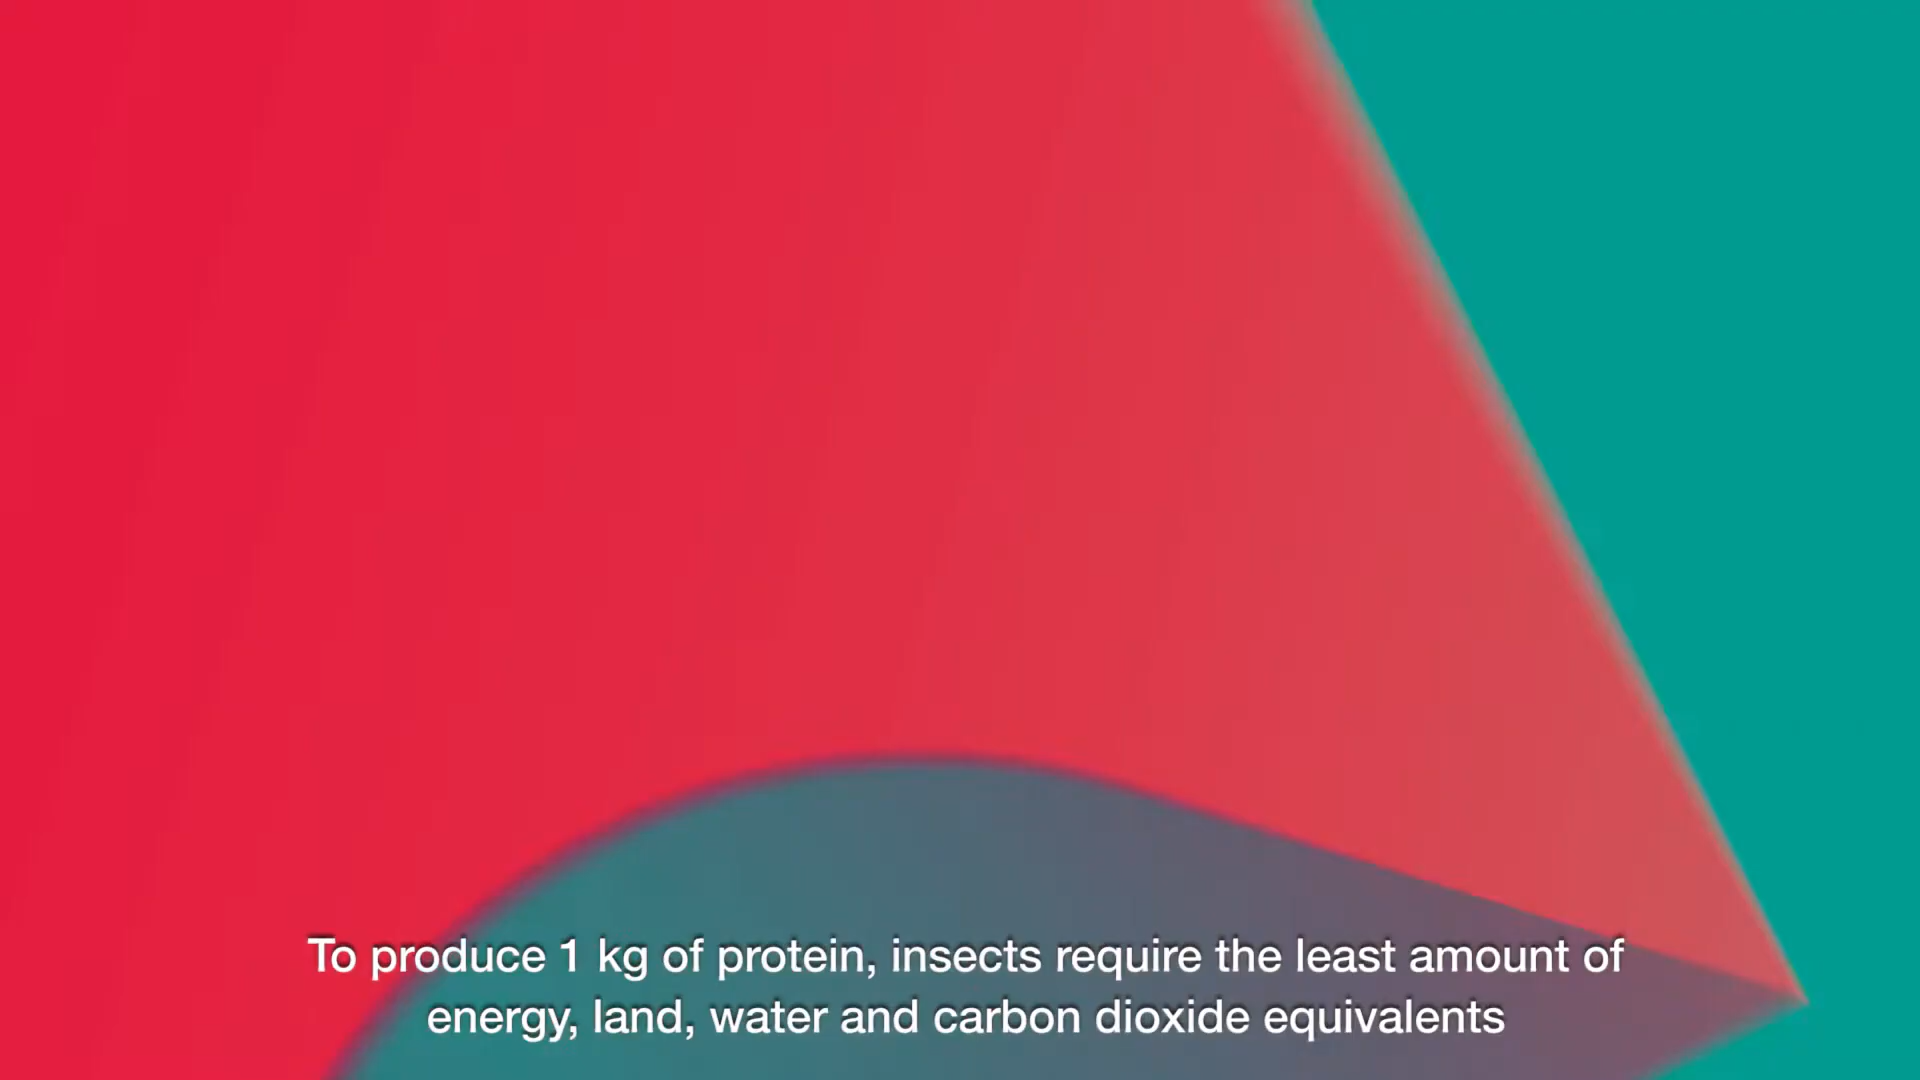 To produce 1 kg of protein, insects require the least amount of
energy, land, water and carbon dioxide equivalents